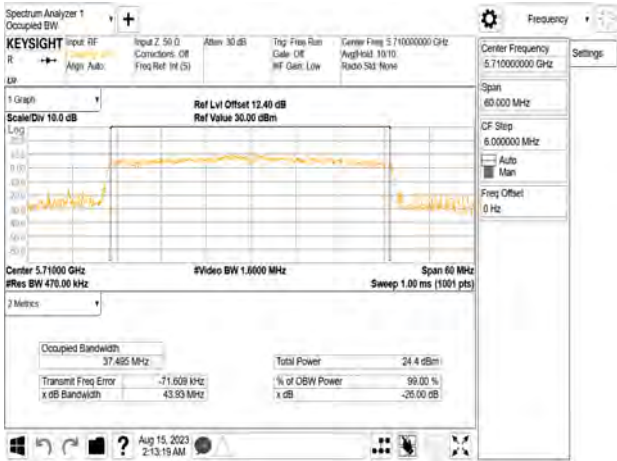 Spectrum Analyzer 1
Occupied BW
+
Frequency
KEYSIGHT Input: RF
R
Align: Auto
Input Z: 50 Ω
Corrections: Off
Freq Ref: Int (S)
Atten: 30 dB
Trig: Free Run
Gate: Off
#IF Gain: Low
Center Freq: 5.710000000 GHz
Avg|Hold: 10/10
Radio Std: None
Center Frequency
5.710000000 GHz
Settings
Span
60.000 MHz
CF Step
6.000000 MHz
Auto
Man
Freq Offset
0 Hz
1 Graph
Scale/Div 10.0 dB
Ref Lvl Offset 12.40 dB
Ref Value 30.00 dBm
Log
Center 5.71000 GHz
#Video BW 1.6000 MHz
Span 60 MHz
#Res BW 470.00 kHz
Sweep 1.00 ms (1001 pts)
2 Metrics
Occupied Bandwidth
37.495 MHz
Total Power
24.4 dBm
Transmit Freq Error
-71.609 kHz
% of OBW Power
99.00 %
x dB Bandwidth
43.93 MHz
x dB
-26.00 dB
?
Aug 15, 2023
2:13:19 AM